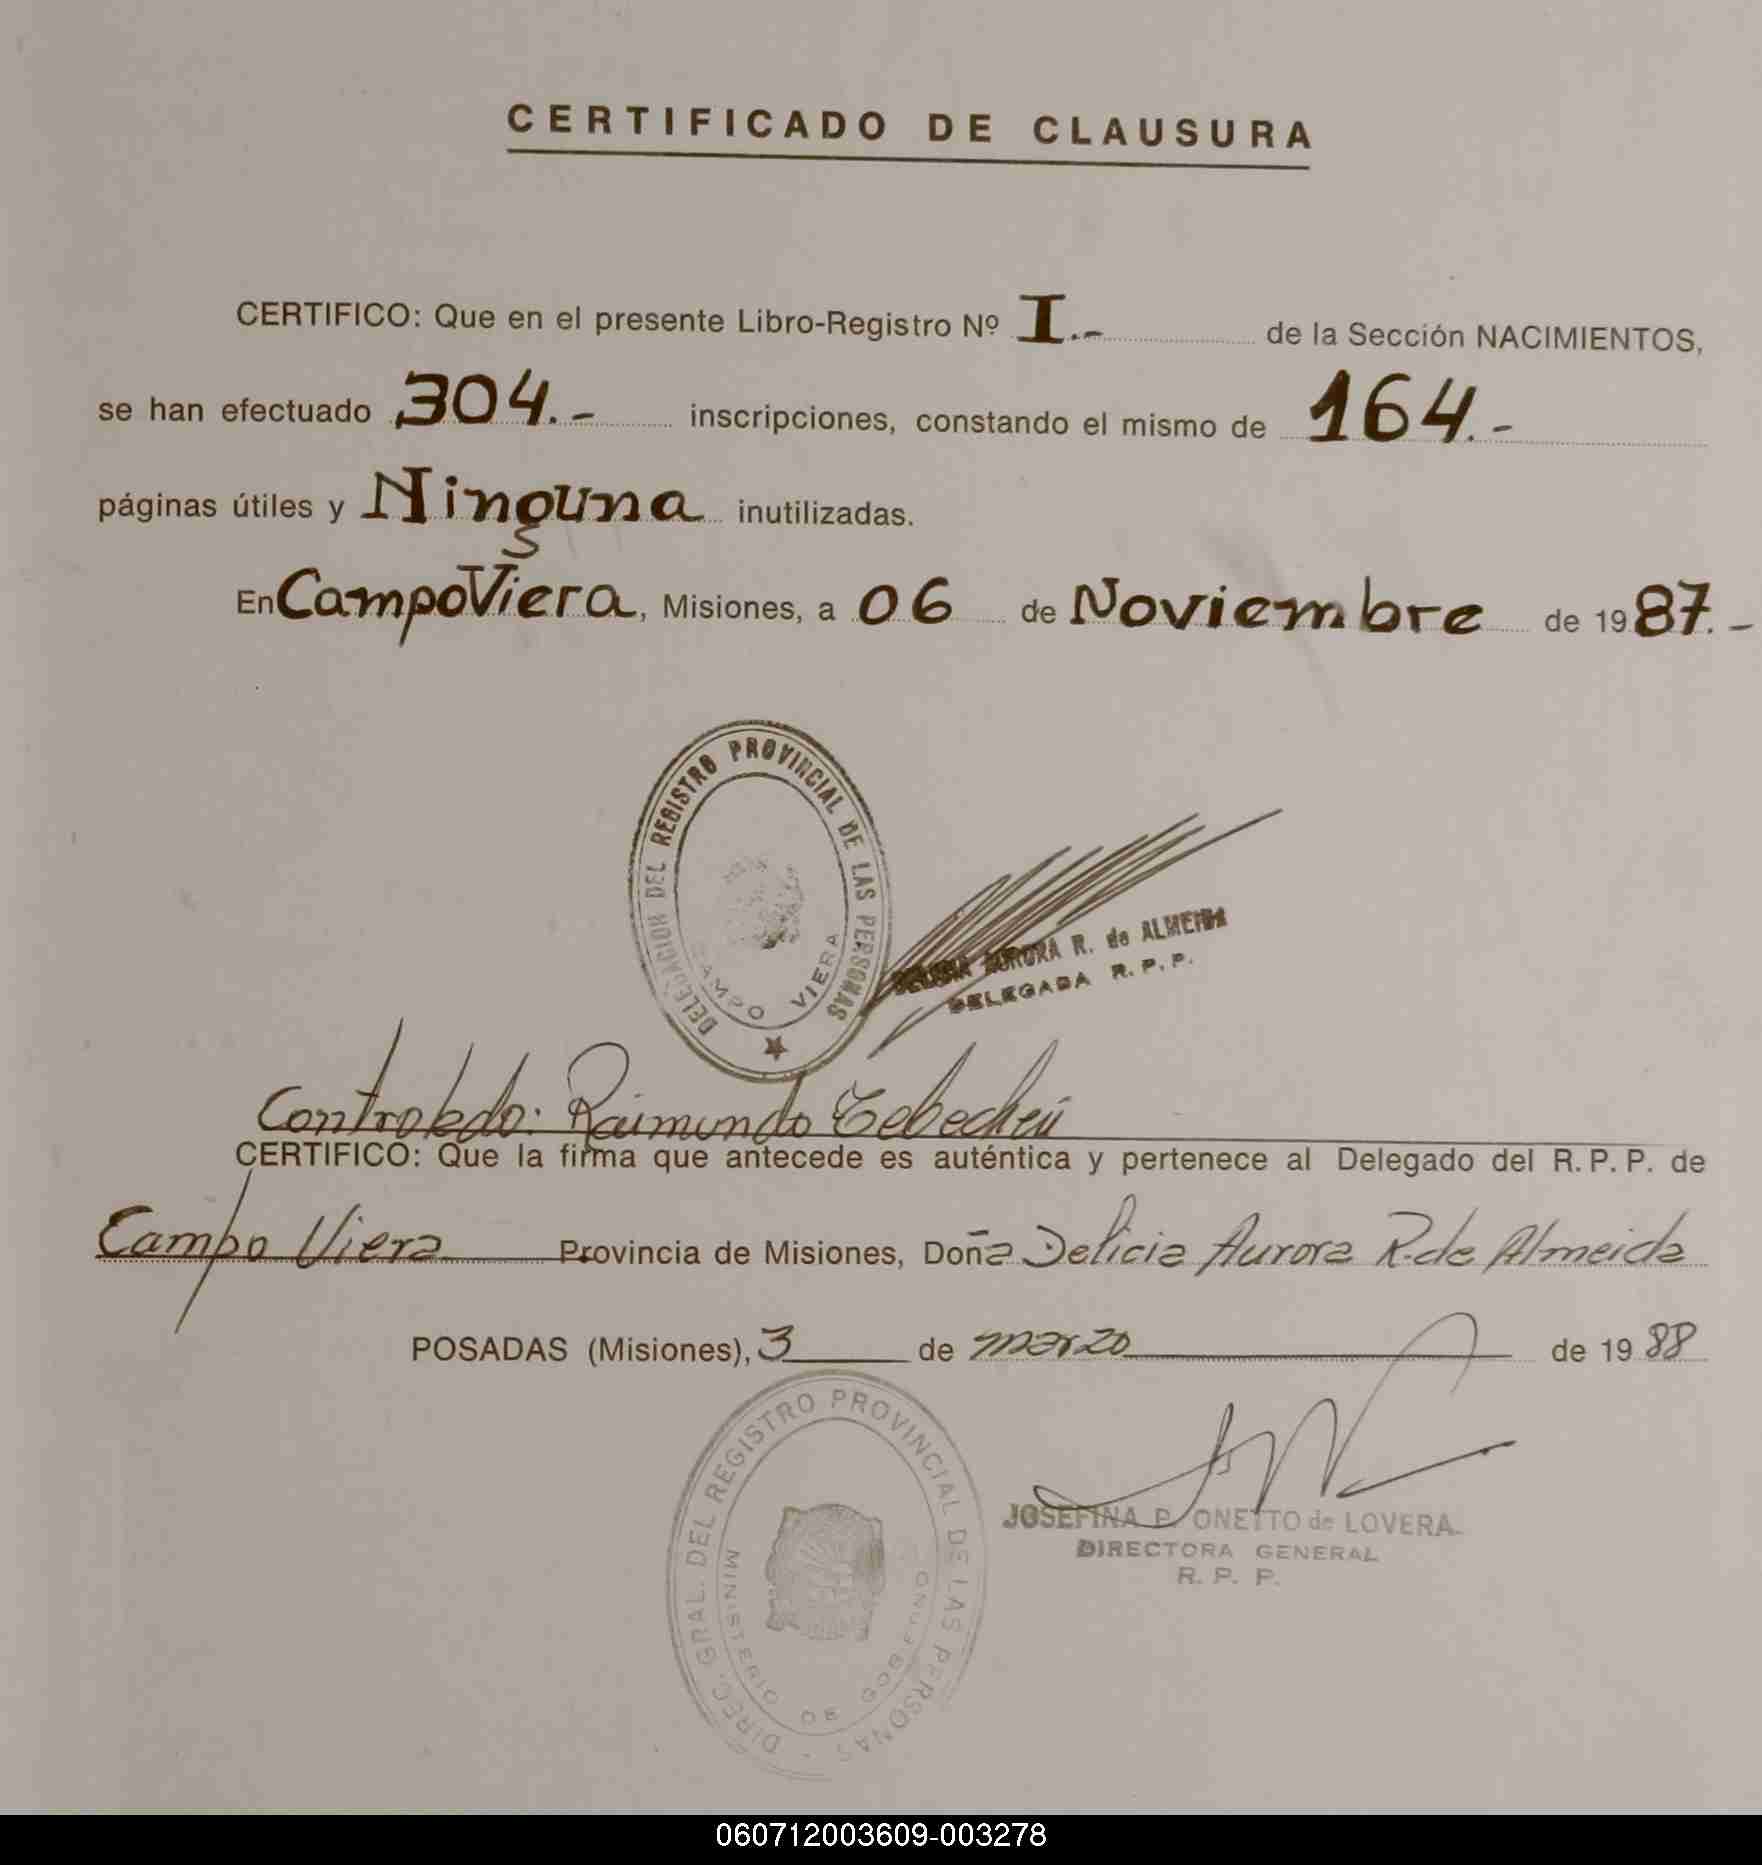 CERTIFICADO DE CLAUSURA
CERTIFICO: Que en el presente Libro-Registro Nº I.- de la Sección NACIMIENTOS,
se han efectuado 304.- inscripciones, constando el mismo de 164.-
páginas útiles y Ninguna inutilizadas.
En Campo Viera, Misiones, a 06 de Noviembre de 1987.-
DELEGACION DEL REGISTRO PROVINCIAL DE LAS PERSONAS
CAMPO VIERA
AURORA R. de ALMEIDA
DELEGADA R. P. P.
Controlado: Raimundo
CERTIFICO: Que la firma que antecede es auténtica y pertenece al Delegado del R. P. P. de
Campo Viera Provincia de Misiones, Doña Delicia Aurora R. de Almeida
POSADAS (Misiones), 3 de marzo de 1988
DIREC. GRAL. DEL REGISTRO PROVINCIAL DE LAS PERSONAS
MINISTERIO DE GOBIERNO
JOSEFINA P. ONETTO de LOVERA
DIRECTORA GENERAL
R. P. P.
060712003609-003278